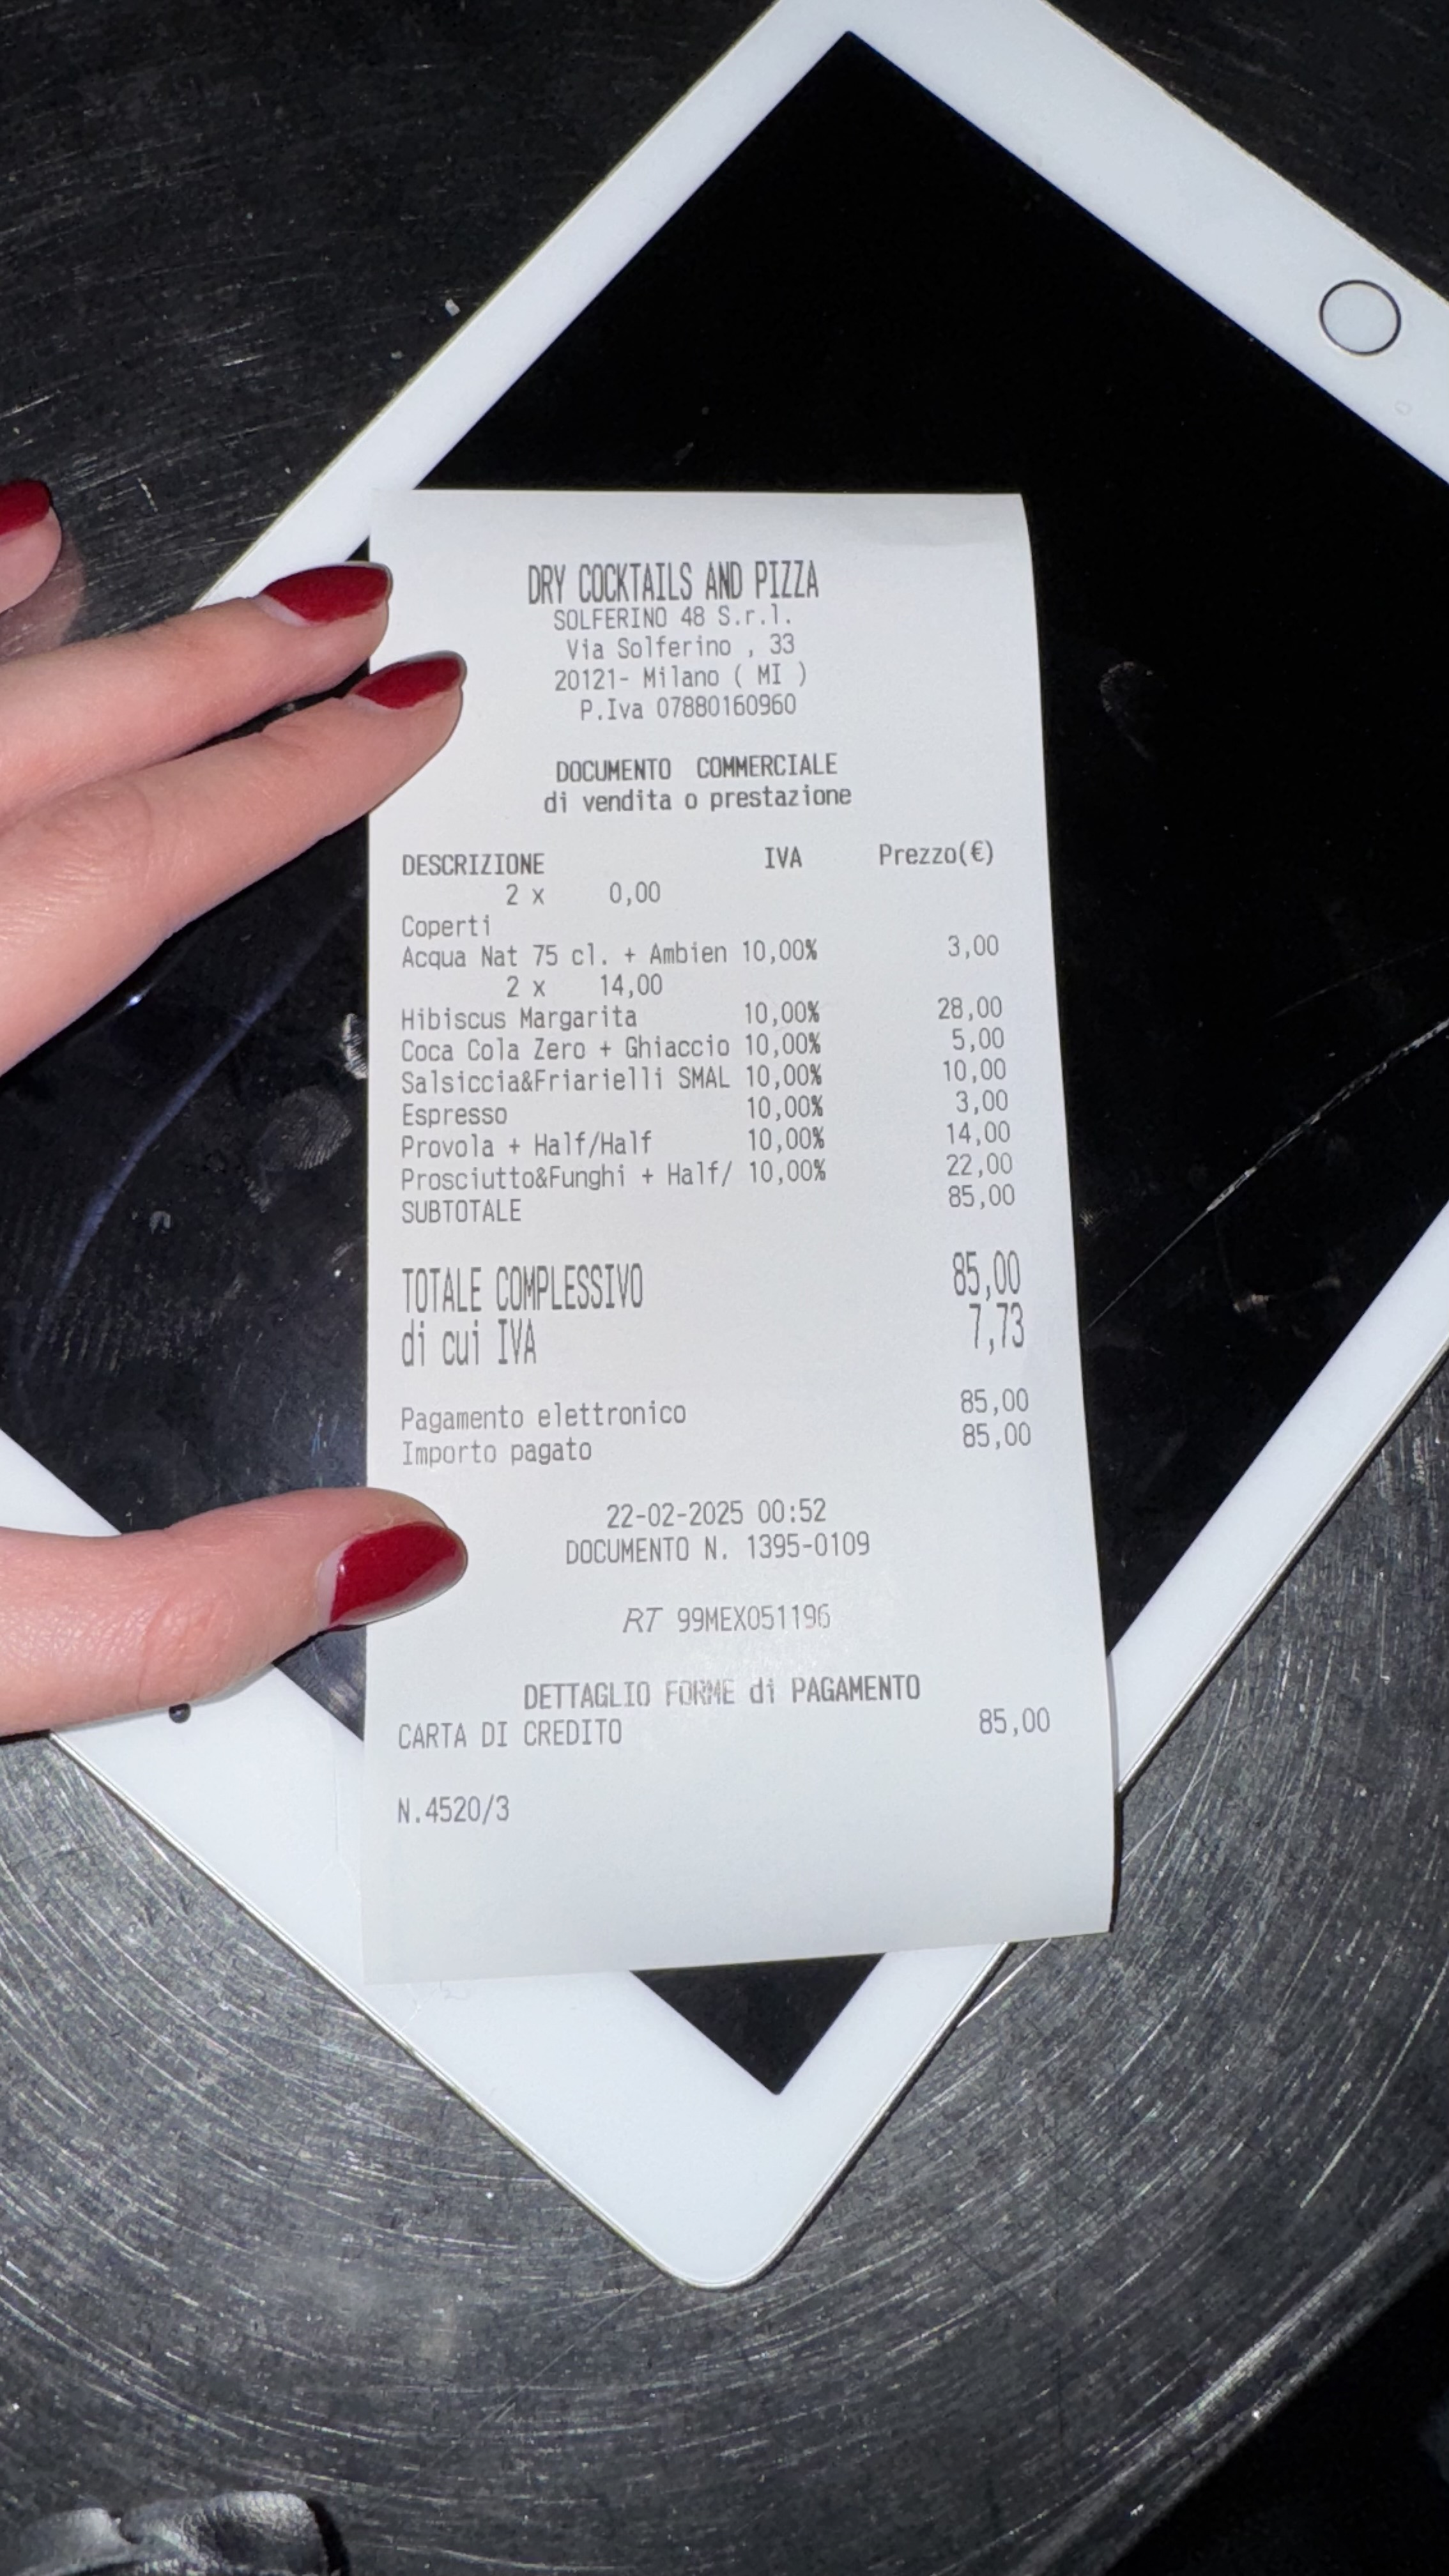 DRY COCKTAILS AND PIZZA
SOLFERINO 48 S.r.l.
Via Solferino , 33
20121- Milano ( MI )
P.Iva 07880160960
DOCUMENTO COMMERCIALE
di vendita o prestazione
DESCRIZIONE IVA Prezzo(€)
2 x 0,00
Coperti
Acqua Nat 75 cl. + Ambien 10,00% 3,00
2 x 14,00
Hibiscus Margarita 10,00% 28,00
Coca Cola Zero + Ghiaccio 10,00% 5,00
Salsiccia&Friarielli SMAL 10,00% 10,00
Espresso 10,00% 3,00
Provola + Half/Half 10,00% 14,00
Prosciutto&Funghi + Half/ 10,00% 22,00
SUBTOTALE 85,00
TOTALE COMPLESSIVO 85,00
di cui IVA 7,73
Pagamento elettronico 85,00
Importo pagato 85,00
22-02-2025 00:52
DOCUMENTO N. 1395-0109
RT 99MEX051196
DETTAGLIO FORME di PAGAMENTO
CARTA DI CREDITO 85,00
N.4520/3